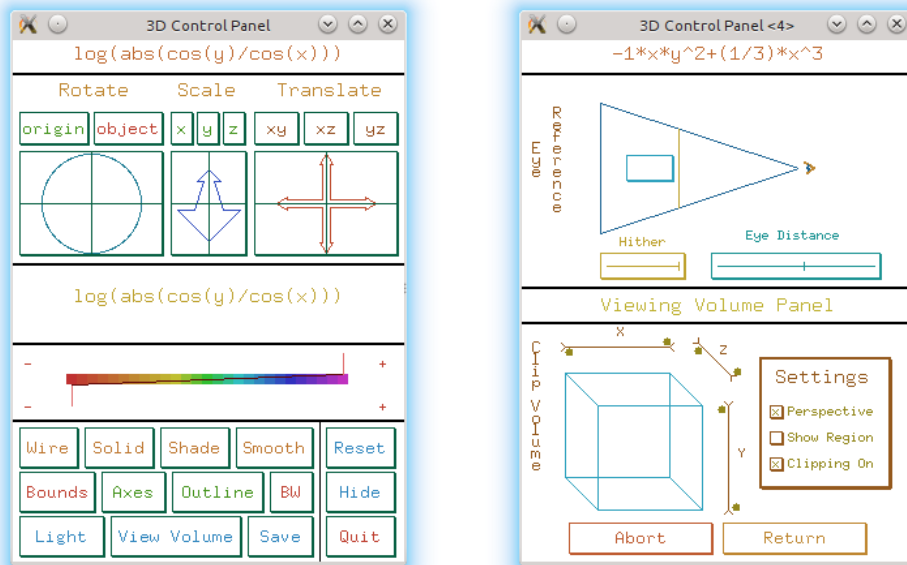 3D Control Panel
log(abs(cos(y)/cos(x)))
Rotate Scale Translate
origin object x y z xy xz yz
log(abs(cos(y)/cos(x)))
- +
- +
Wire Solid Shade Smooth Reset
Bounds Axes Outline BW Hide
Light View Volume Save Quit
3D Control Panel <4>
-1*x*y^2+(1/3)*x^3
Eye Reference
Hither Eye Distance
Viewing Volume Panel
Clip Volume
X
Z
Y
Settings
Perspective
Show Region
Clipping On
Abort Return